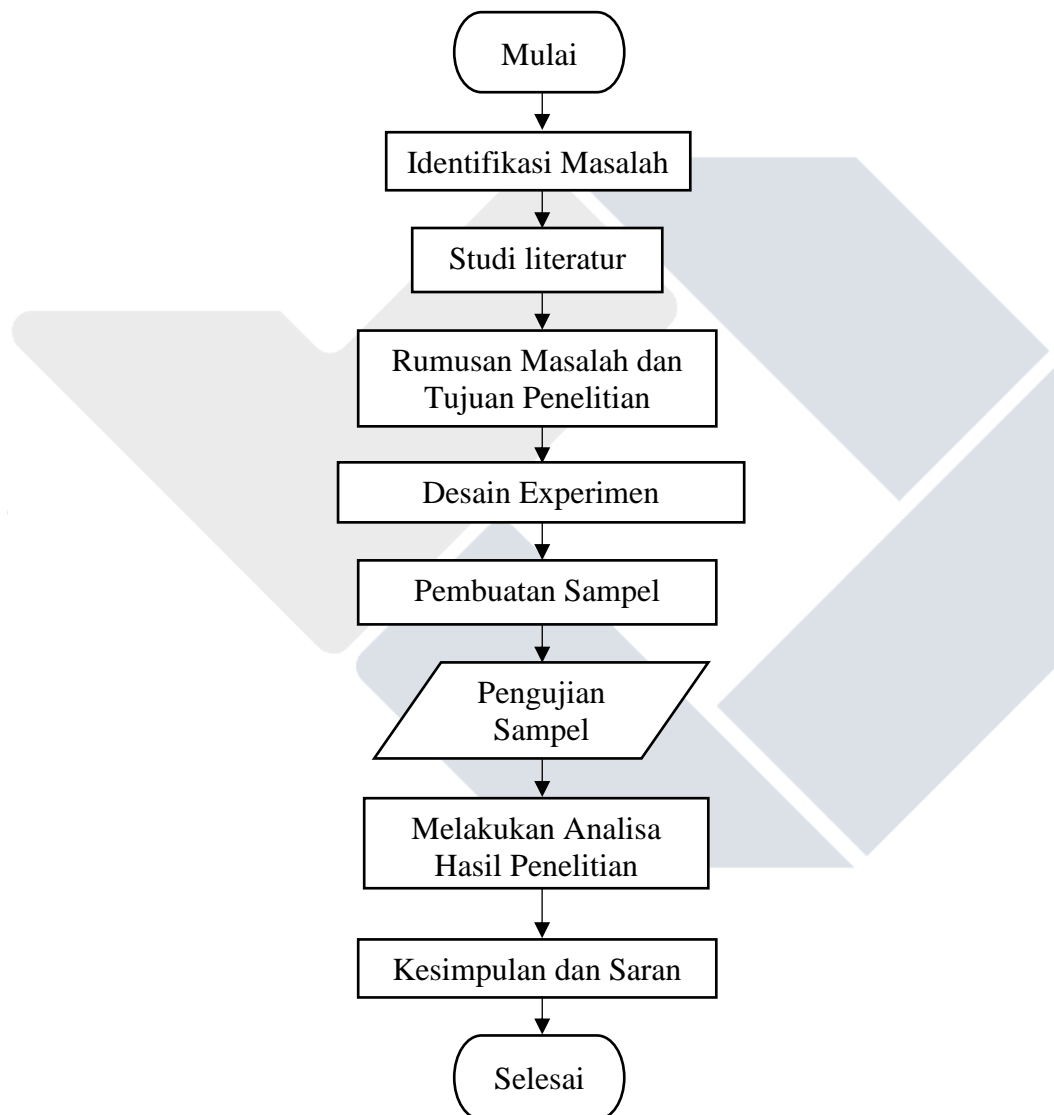 Mulai
Identifikasi Masalah
Studi literatur
Rumusan Masalah dan
Tujuan Penelitian
Desain Experimen
Pembuatan Sampel
Pengujian
Sampel
Melakukan Analisa
Hasil Penelitian
Kesimpulan dan Saran
Selesai